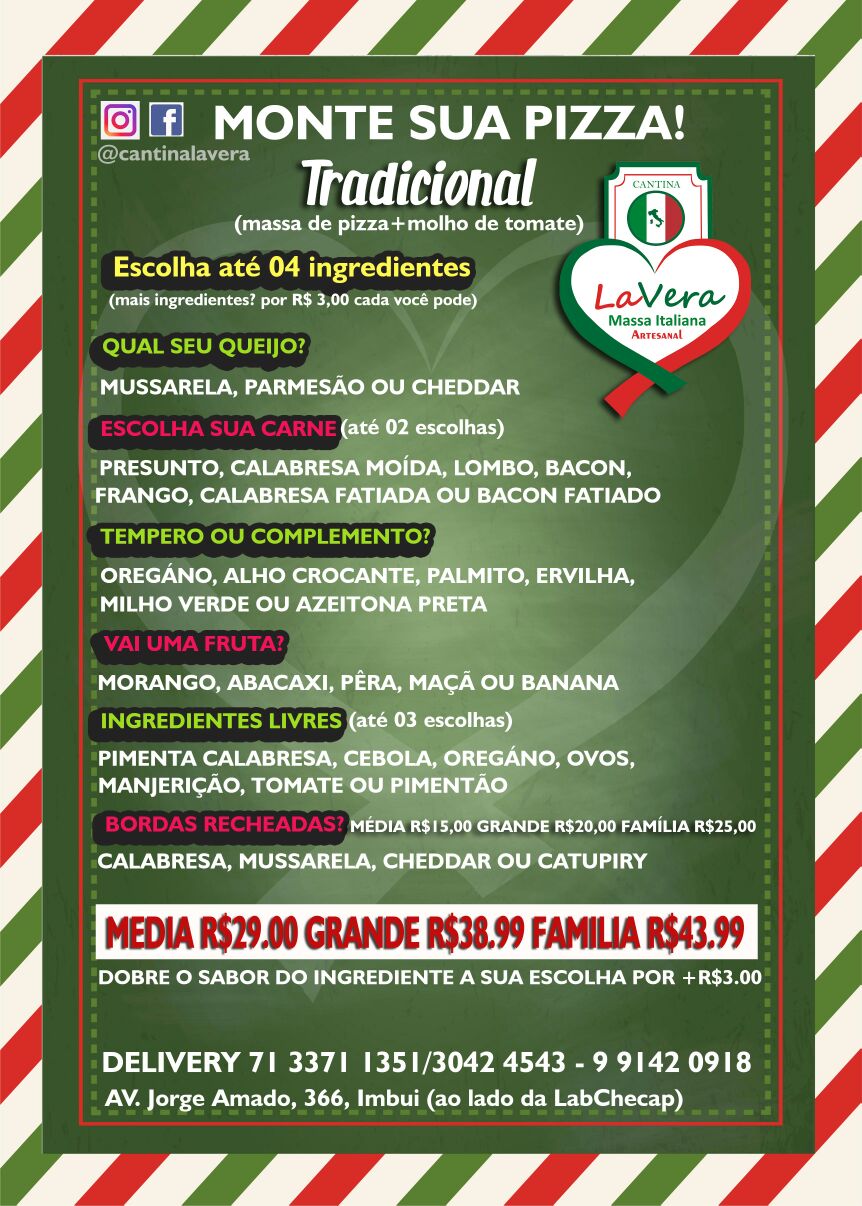 MONTE SUA PIZZA!
@cantinalavera
Tradicional
(massa de pizza+molho de tomate)
CANTINA
LaVera
Massa Italiana
ARTESANAL
Escolha até 04 ingredientes
(mais ingredientes? por R$ 3,00 cada você pode)
QUAL SEU QUEIJO?
MUSSARELA, PARMESÃO OU CHEDDAR
ESCOLHA SUA CARNE (até 02 escolhas)
PRESUNTO, CALABRESA MOÍDA, LOMBO, BACON,
FRANGO, CALABRESA FATIADA OU BACON FATIADO
TEMPERO OU COMPLEMENTO?
OREGÁNO, ALHO CROCANTE, PALMITO, ERVILHA,
MILHO VERDE OU AZEITONA PRETA
VAI UMA FRUTA?
MORANGO, ABACAXI, PÊRA, MAÇÃ OU BANANA
INGREDIENTES LIVRES (até 03 escolhas)
PIMENTA CALABRESA, CEBOLA, OREGÁNO, OVOS,
MANJERIÇÃO, TOMATE OU PIMENTÃO
BORDAS RECHEADAS? MÉDIA R$15,00 GRANDE R$20,00 FAMÍLIA R$25,00
CALABRESA, MUSSARELA, CHEDDAR OU CATUPIRY
MEDIA R$29.00 GRANDE R$38.99 FAMILIA R$43.99
DOBRE O SABOR DO INGREDIENTE A SUA ESCOLHA POR +R$3.00
DELIVERY 71 3371 1351/3042 4543 - 9 9142 0918
AV. Jorge Amado, 366, Imbui (ao lado da LabChecap)